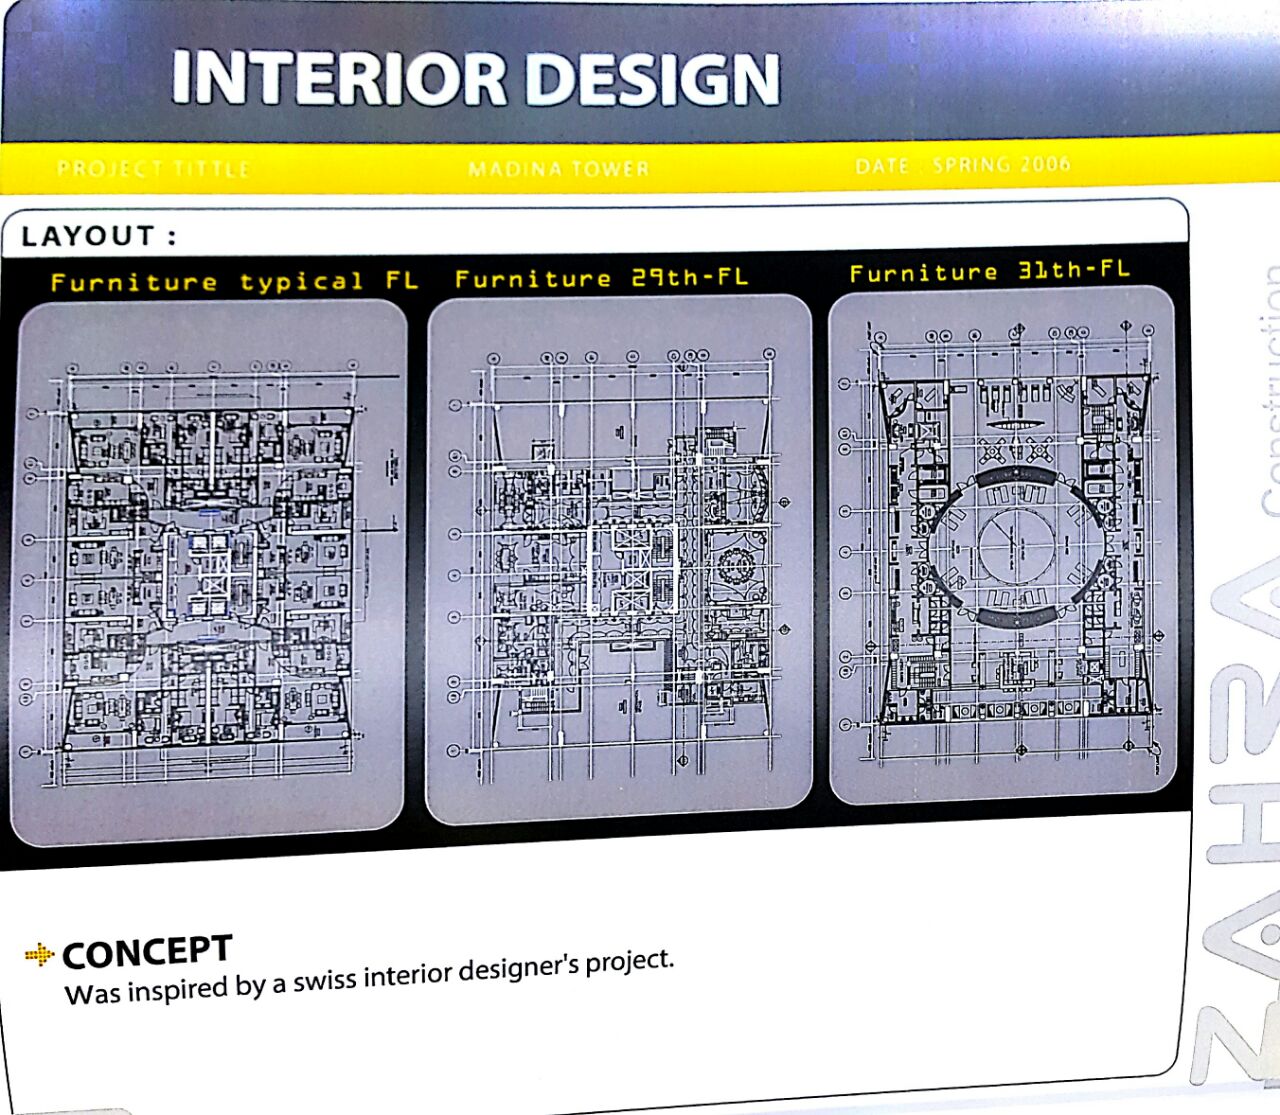 INTERIOR DESIGN
PROJECT TITTLE MADINA TOWER DATE : SPRING 2006
LAYOUT :
Furniture typical FL Furniture 29th-FL Furniture 31th-FL
CONCEPT
Was inspired by a swiss interior designer's project.
ZAHRA Construction